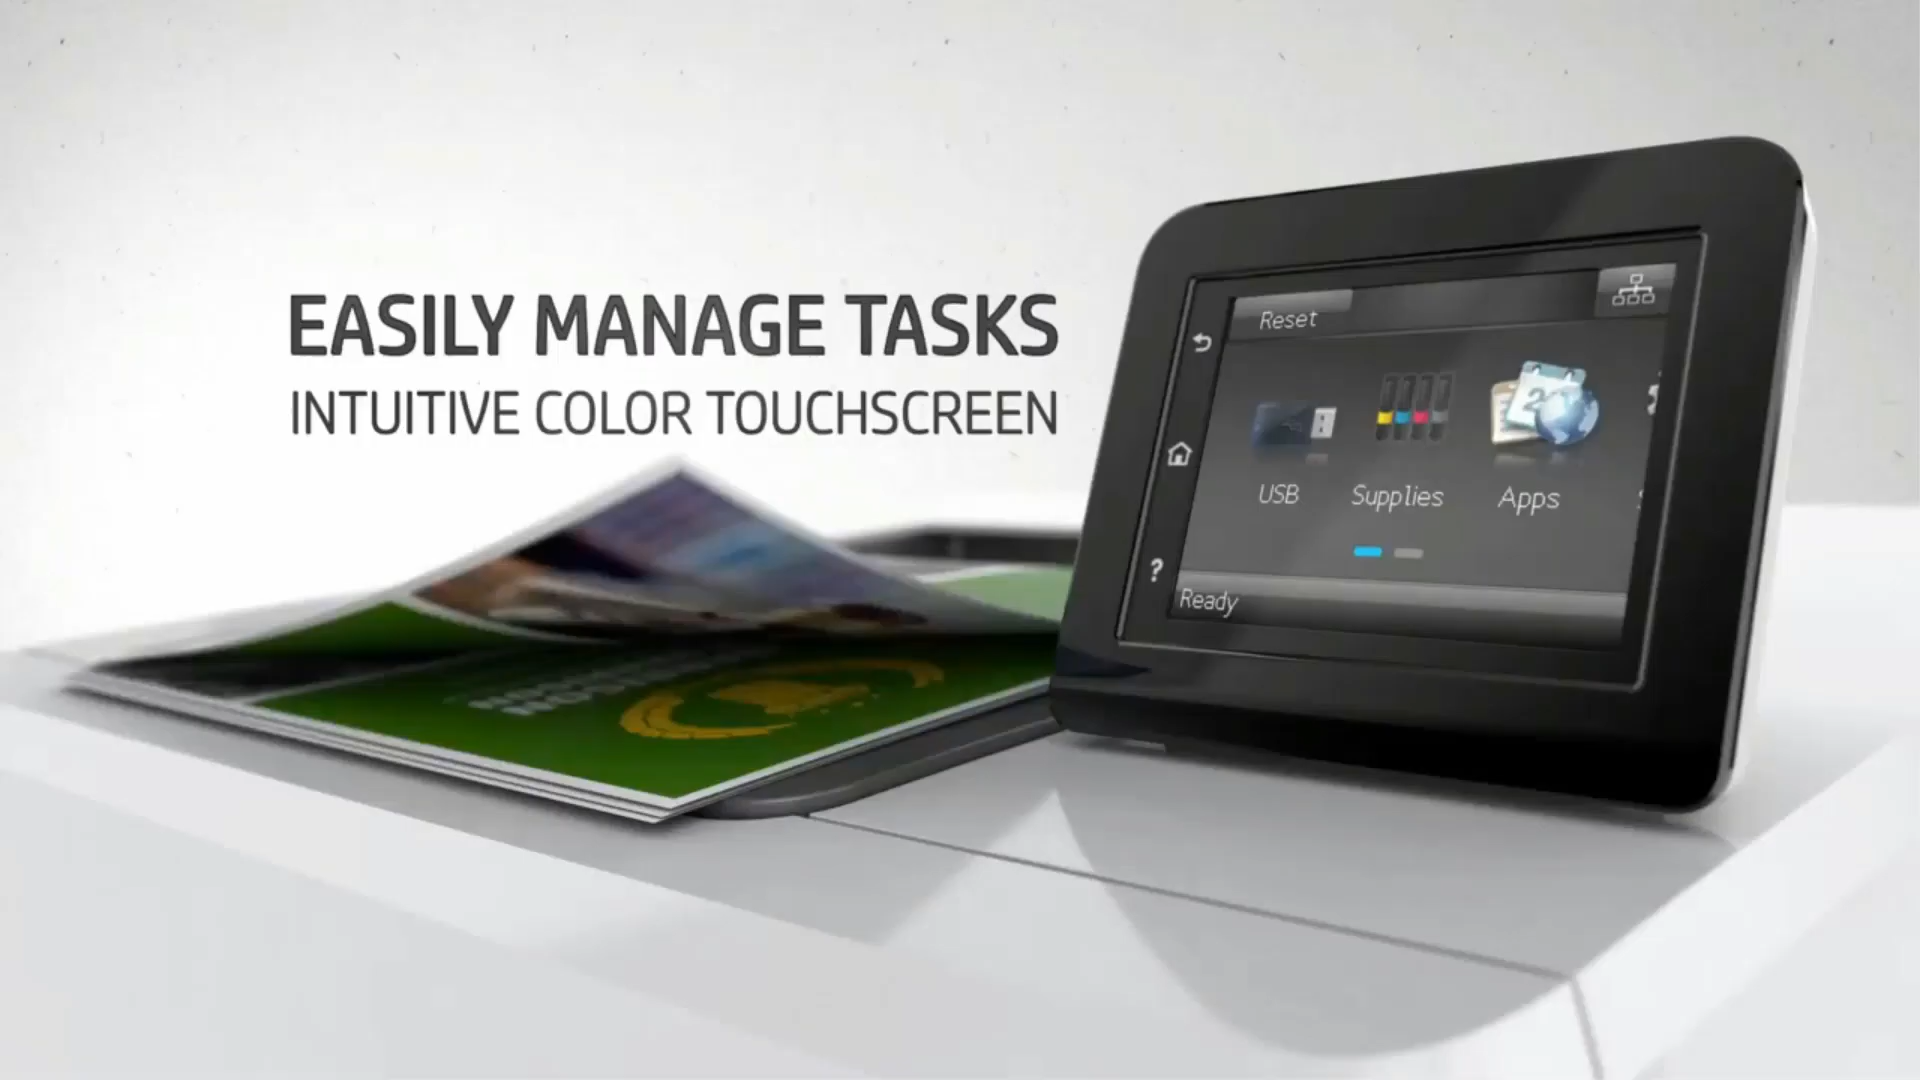 EASILY MANAGE TASKS
INTUITIVE COLOR TOUCHSCREEN
Reset
USB
Supplies
Apps
?
Ready